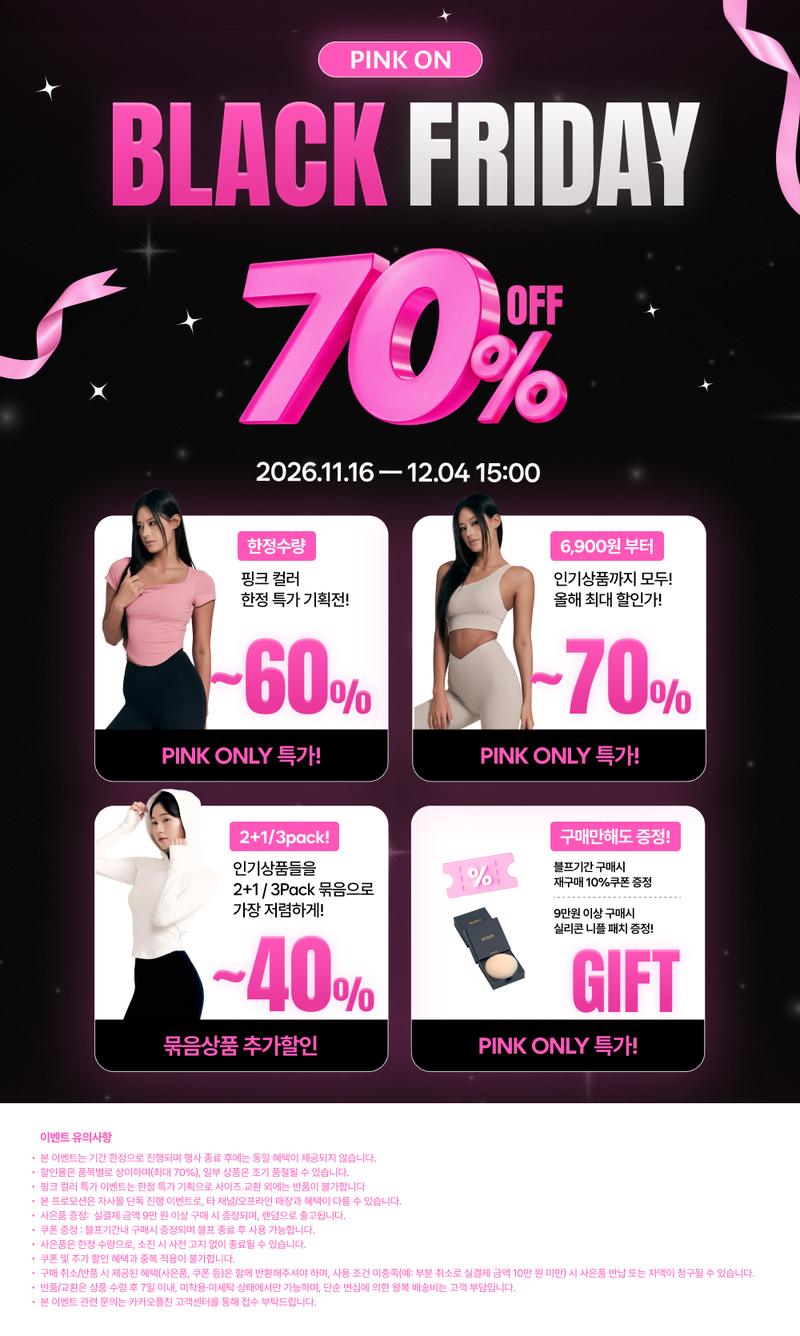 PINK ON
BLACK FRIDAY
70% OFF
2026.11.16 — 12.04 15:00
한정수량
핑크 컬러
한정 특가 기획전!
~60%
PINK ONLY 특가!
6,900원 부터
인기상품까지 모두!
올해 최대 할인가!
~70%
PINK ONLY 특가!
2+1/3pack!
인기상품들을
2+1 / 3Pack 묶음으로
가장 저렴하게!
~40%
묶음상품 추가할인
구매만해도 증정!
블프기간 구매시
재구매 10%쿠폰 증정
9만원 이상 구매시
실리콘 니플 패치 증정!
%
GIFT
PINK ONLY 특가!
이벤트 유의사항
• 본 이벤트는 기간 한정으로 진행되며 행사 종료 후에는 동일 혜택이 제공되지 않습니다.
• 할인율은 품목별로 상이하며(최대 70%), 일부 상품은 조기 품절될 수 있습니다.
• 핑크 컬러 특가 이벤트는 한정 특가 기획으로 사이즈 교환 외에는 반품이 불가합니다
• 본 프로모션은 자사몰 단독 진행 이벤트로, 타 채널/오프라인 매장과 혜택이 다를 수 있습니다.
• 사은품 증정: 실결제 금액 9만 원 이상 구매 시 증정되며, 랜덤으로 출고됩니다.
• 쿠폰 증정 : 블프기간내 구매시 증정되며 블프 종료 후 사용 가능합니다.
• 사은품은 한정 수량으로, 소진 시 사전 고지 없이 종료될 수 있습니다.
• 쿠폰 및 추가 할인 혜택과 중복 적용이 불가합니다.
• 구매 취소/반품 시 제공된 혜택(사은품, 쿠폰 등)은 함께 반환해주셔야 하며, 사용 조건 미충족(예: 부분 취소로 실결제 금액 10만 원 미만) 시 사은품 반납 또는 차액이 청구될 수 있습니다.
• 반품/교환은 상품 수령 후 7일 이내, 미착용·미세탁 상태에서만 가능하며, 단순 변심에 의한 왕복 배송비는 고객 부담입니다.
• 본 이벤트 관련 문의는 카카오플친 고객센터를 통해 접수 부탁드립니다.